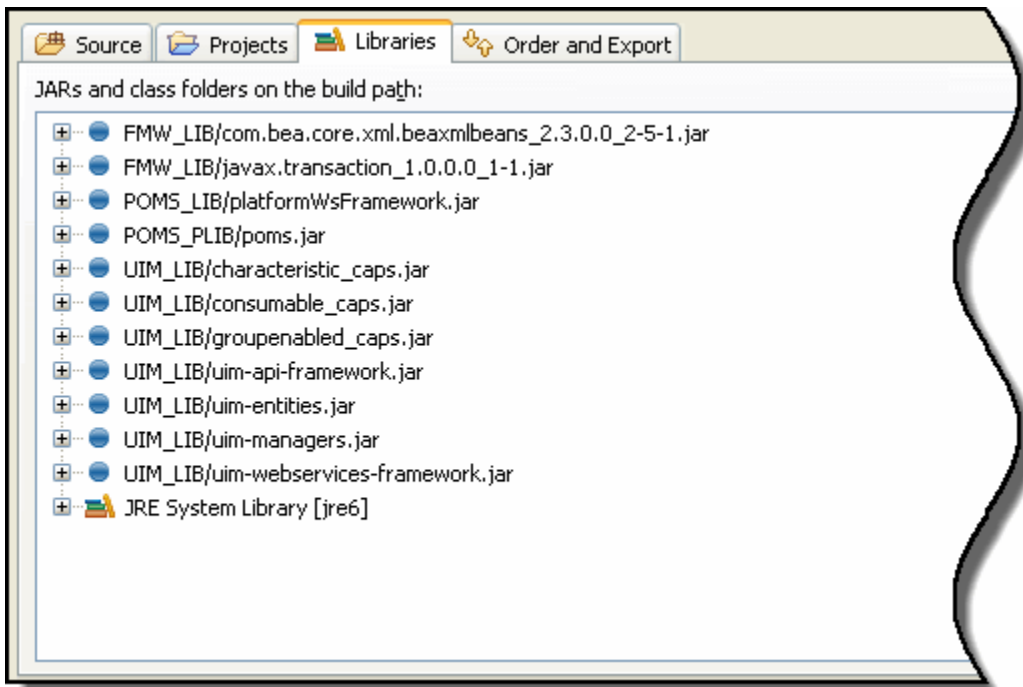 Source Projects Libraries Order and Export
JARs and class folders on the build path:
FMW_LIB/com.bea.core.xml.beaxmlbeans_2.3.0.0_2-5-1.jar
FMW_LIB/javax.transaction_1.0.0.0_1-1.jar
POMS_LIB/platformWsFramework.jar
POMS_PLIB/poms.jar
UIM_LIB/characteristic_caps.jar
UIM_LIB/consumable_caps.jar
UIM_LIB/groupenabled_caps.jar
UIM_LIB/uim-api-framework.jar
UIM_LIB/uim-entities.jar
UIM_LIB/uim-managers.jar
UIM_LIB/uim-webservices-framework.jar
JRE System Library [jre6]